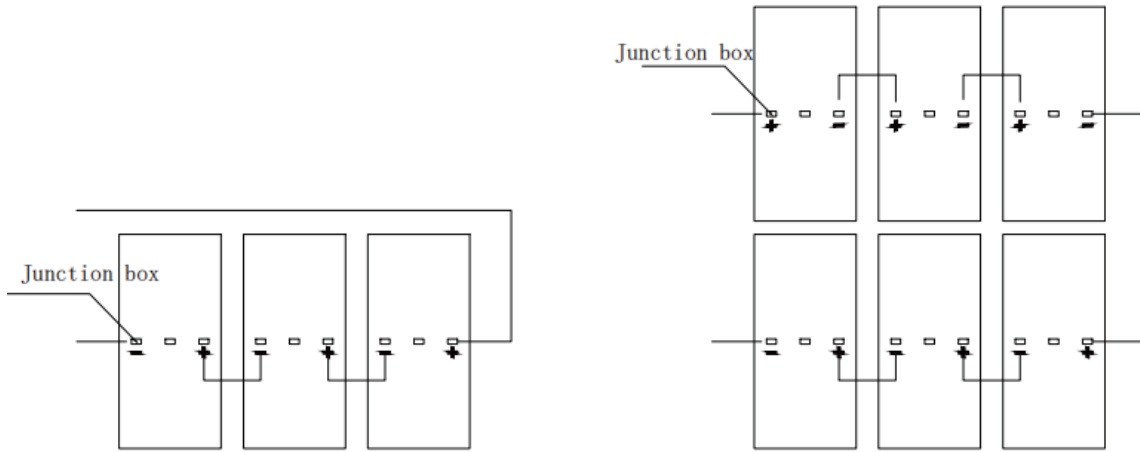 Junction box
+ - + - + -
Junction box
- + - + - +
- + - + - +